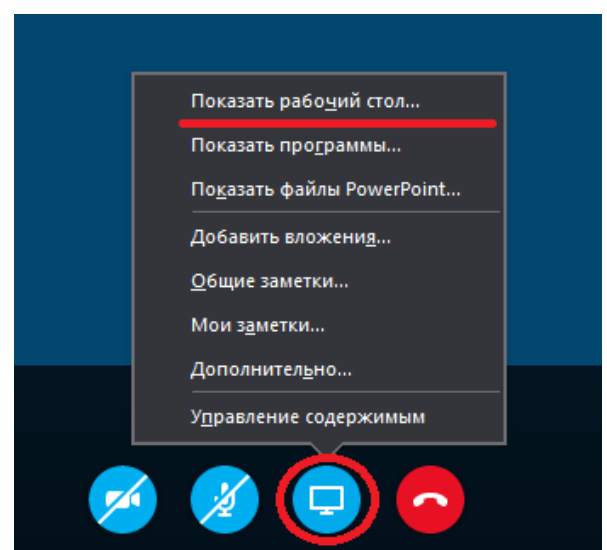 Показать рабочий стол...
Показать программы...
Показать файлы PowerPoint...
Добавить вложения...
Общие заметки...
Мои заметки...
Дополнительно...
Управление содержимым